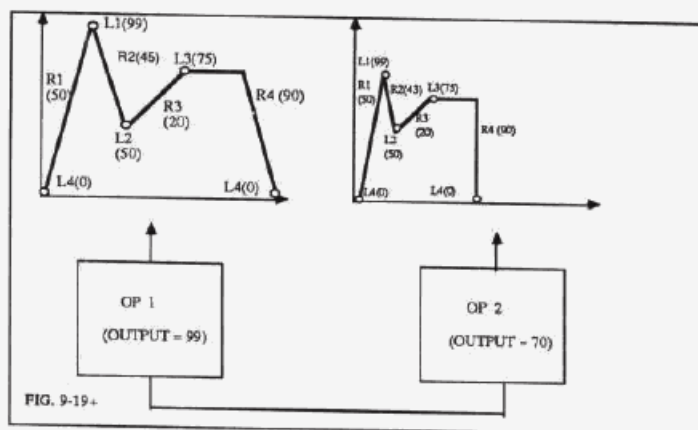 L1(99)
R2(45)
L3(75)
R1
(50)
R3
(20)
R4 (90)
L2
(50)
L4(0)
L4(0)
L1(99)
R1
(50)
R2(43)
L3(75)
R3
(20)
R4 (90)
L2
(50)
L4(0)
L4(0)
OP 1
(OUTPUT = 99)
OP 2
(OUTPUT - 70)
FIG. 9-19+